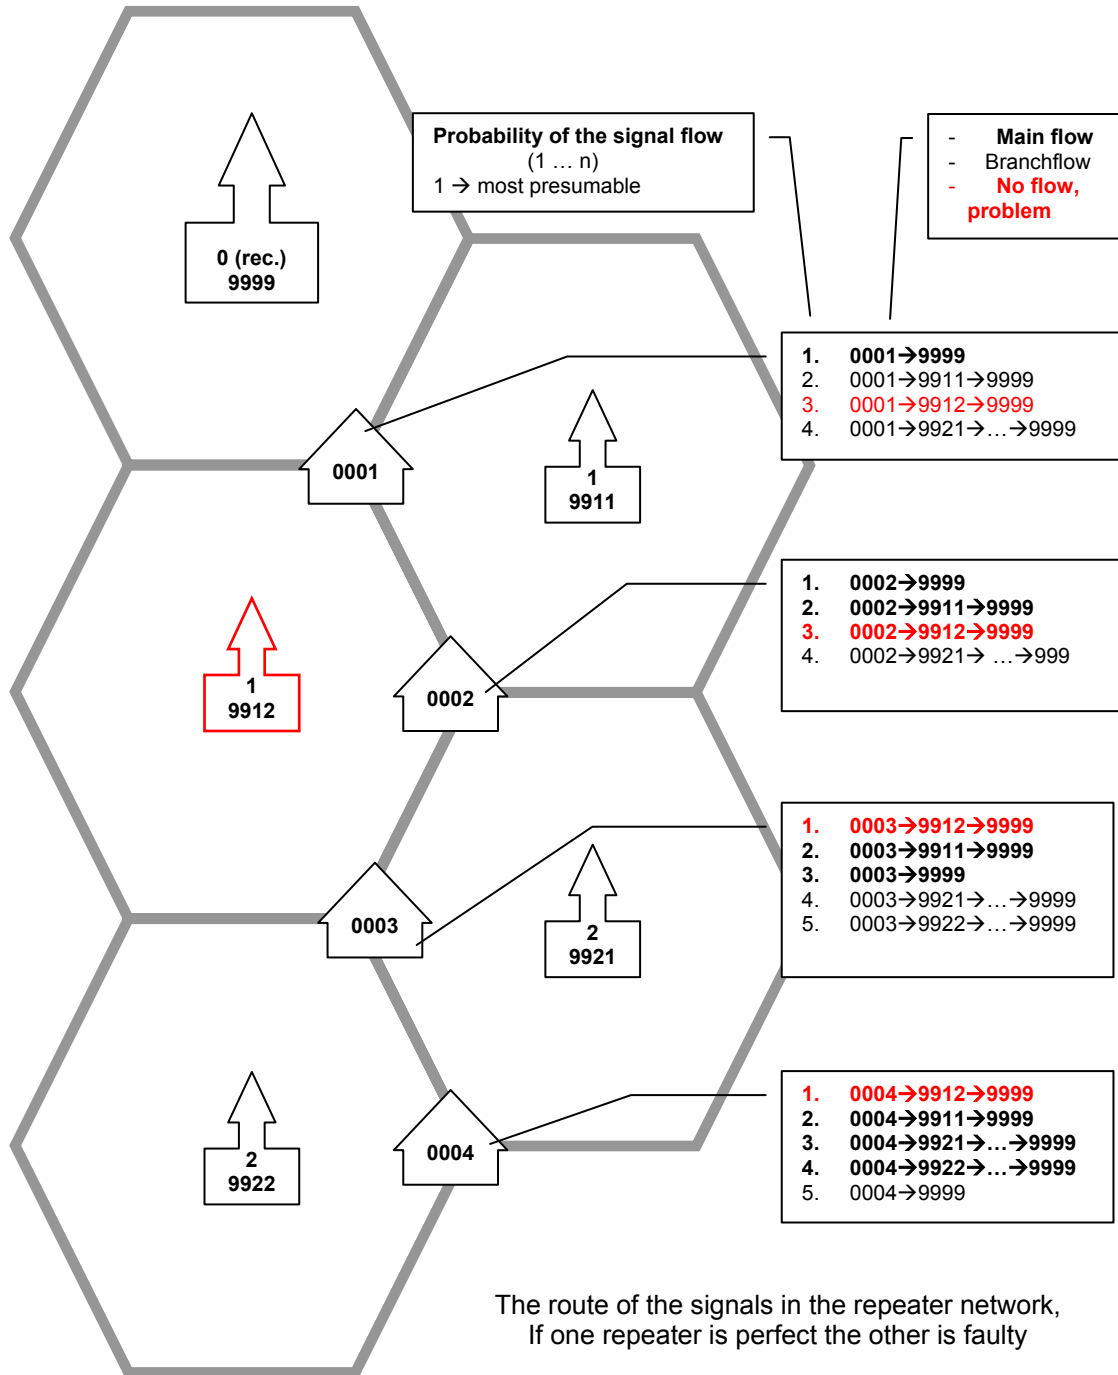 Probability of the signal flow
(1 … n)
1 → most presumable
- Main flow
- Branchflow
- No flow,
problem
0 (rec.)
9999
1. 0001→9999
2. 0001→9911→9999
3. 0001→9912→9999
4. 0001→9921→…→9999
0001
1
9911
1. 0002→9999
2. 0002→9911→9999
3. 0002→9912→9999
4. 0002→9921→ …→999
1
9912
0002
1. 0003→9912→9999
2. 0003→9911→9999
3. 0003→9999
4. 0003→9921→…→9999
5. 0003→9922→…→9999
0003
2
9921
1. 0004→9912→9999
2. 0004→9911→9999
3. 0004→9921→…→9999
4. 0004→9922→…→9999
5. 0004→9999
0004
2
9922
The route of the signals in the repeater network,
If one repeater is perfect the other is faulty